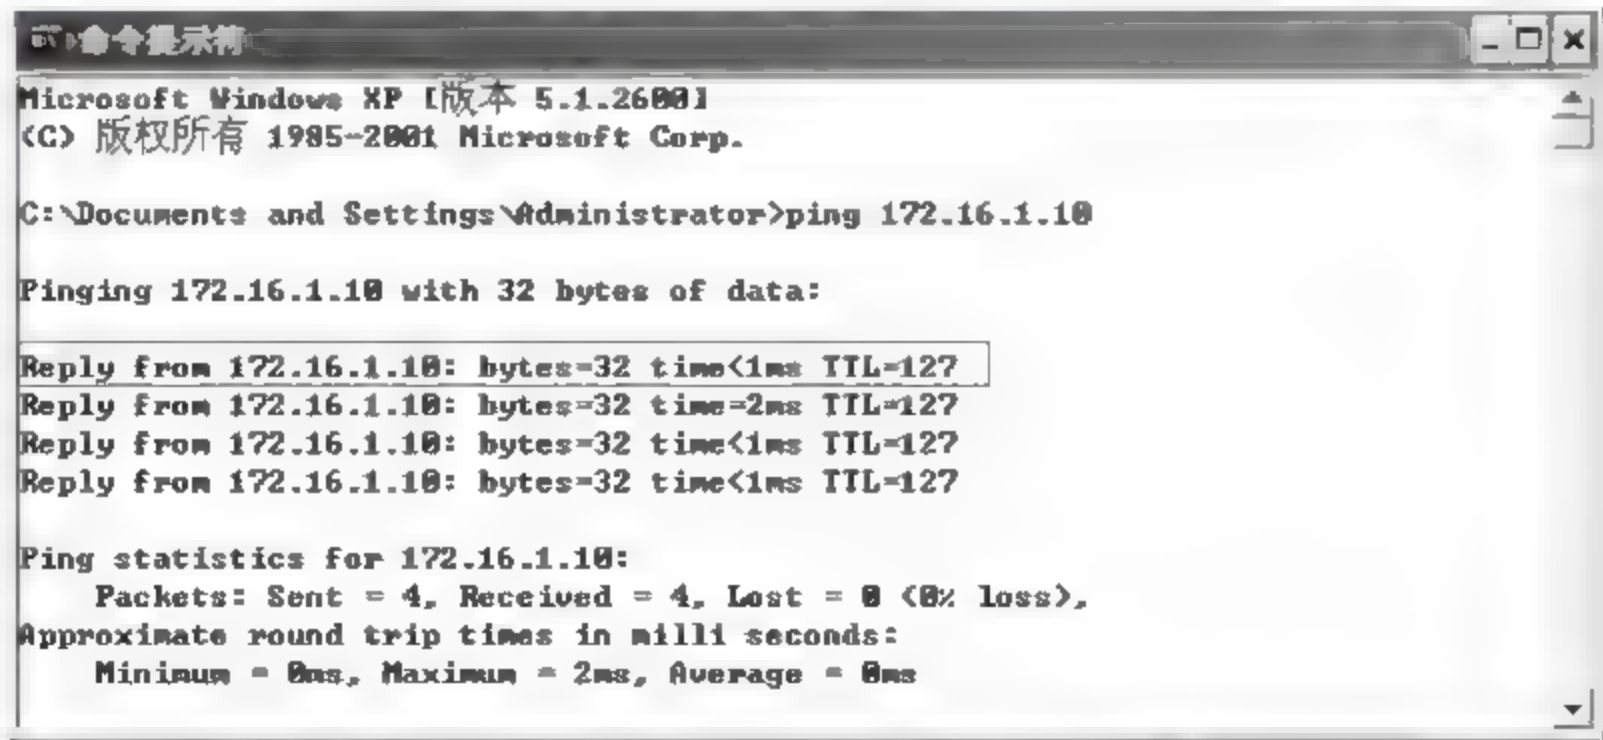 命令提示符
Microsoft Windows XP [版本 5.1.2600]
(C) 版权所有 1985-2001 Microsoft Corp.
C:\Documents and Settings\Administrator>ping 172.16.1.10
Pinging 172.16.1.10 with 32 bytes of data:
Reply from 172.16.1.10: bytes=32 time<1ms TTL=127
Reply from 172.16.1.10: bytes=32 time=2ms TTL=127
Reply from 172.16.1.10: bytes=32 time<1ms TTL=127
Reply from 172.16.1.10: bytes=32 time<1ms TTL=127
Ping statistics for 172.16.1.10:
Packets: Sent = 4, Received = 4, Lost = 0 (0% loss),
Approximate round trip times in milli seconds:
Minimum = 0ms, Maximum = 2ms, Average = 0ms